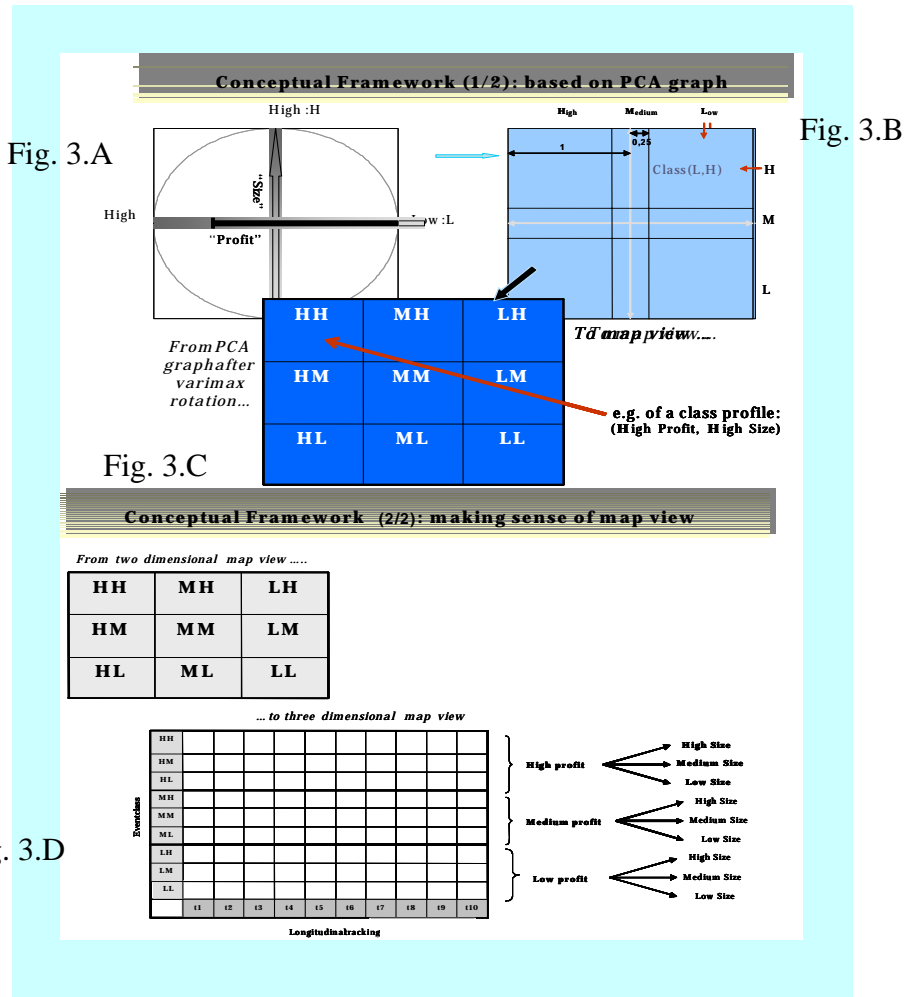 Conceptual Framework (1/2): based on PCA graph
High :H
High
Medium
Low
Fig. 3.A
Fig. 3.B
1
0,25
Class(L,H)
H
"Size"
High
w :L
M
"Profit"
L
HH MH LH
HM MM LM
HL ML LL
From PCA
graphafter
varimax
rotation...
To map view ....
e.g. of a class profile:
(High Profit, High Size)
Fig. 3.C
Conceptual Framework (2/2): making sense of map view
From two dimensional map view .....
HH MH LH
HM MM LM
HL ML LL
... to three dimensional map view
HH
HM
HL
MH
MM
ML
LH
LM
LL
Eventclass
t1 t2 t3 t4 t5 t6 t7 t8 t9 t10
Longitudinaltracking
High profit
High Size
Medium Size
Low Size
Medium profit
High Size
Medium Size
Low Size
Low profit
High Size
Medium Size
Low Size
. 3.D